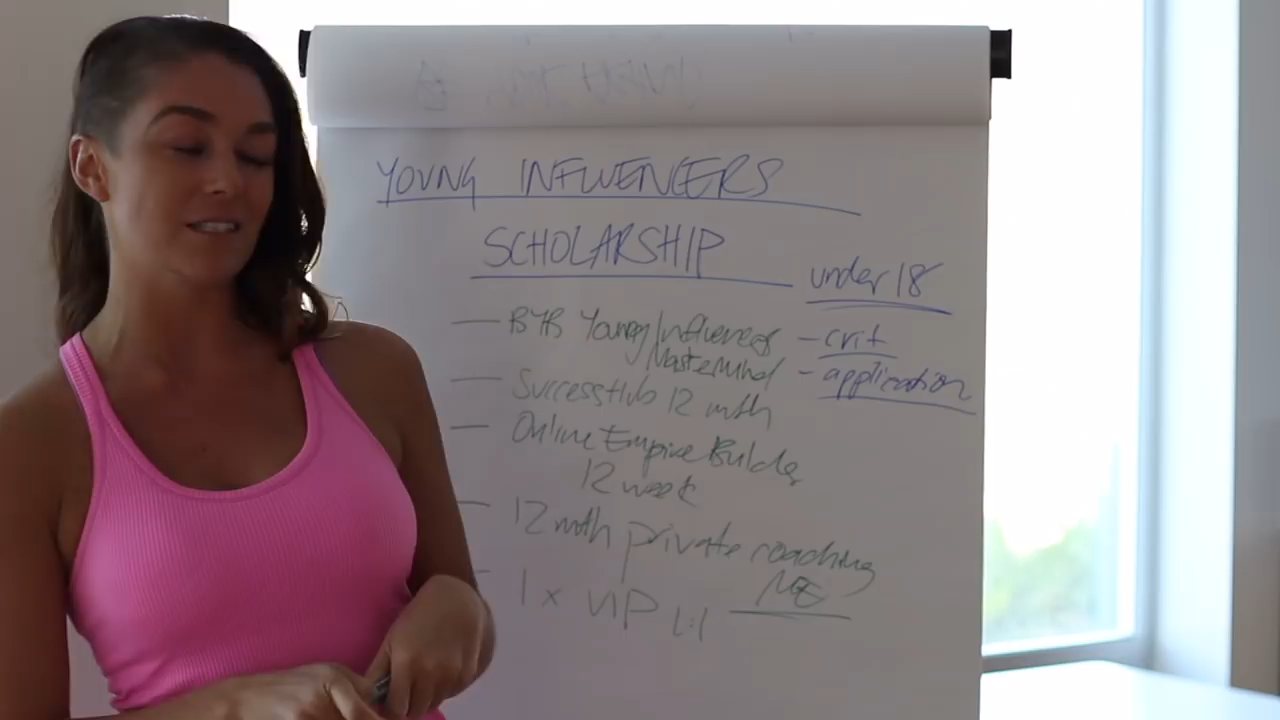 YOUNG INFLUENCERS
SCHOLARSHIP
under 18
- crit
- application
- BYB Young Influencers
Mastermind
- SuccessHub 12 mth
- Online Empire Builder
12 week
- 12 mth private coaching
ME
- 1 x VIP 1:1